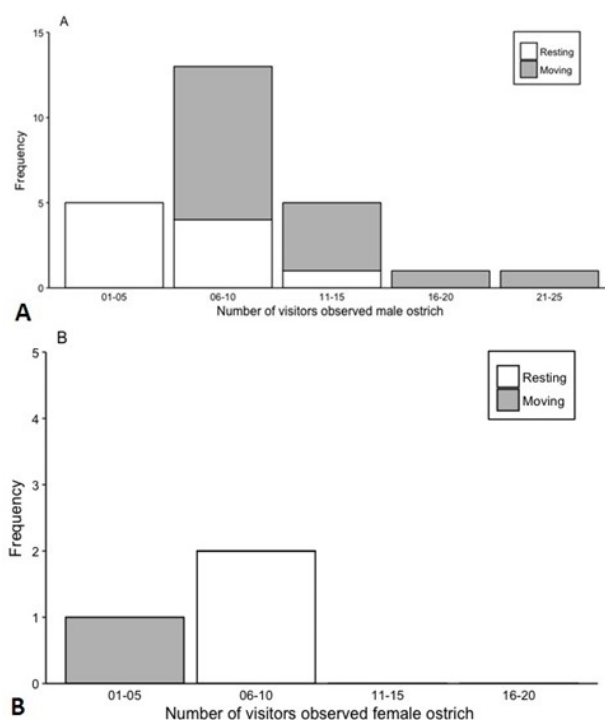 A
15
10
5
0
Frequency
Resting
Moving
01-05 06-10 11-15 16-20 21-25
Number of visitors observed male ostrich
A
B
5
4
3
2
1
0
Frequency
Resting
Moving
01-05 06-10 11-15 16-20
Number of visitors observed female ostrich
B